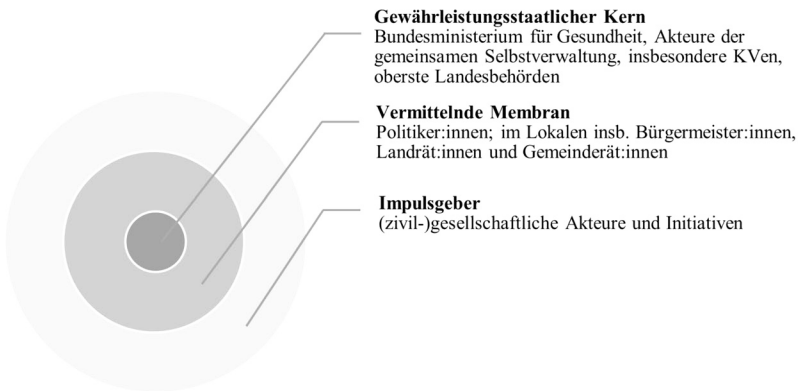 Gewährleistungsstaatlicher Kern
Bundesministerium für Gesundheit, Akteure der
gemeinsamen Selbstverwaltung, insbesondere KVen,
oberste Landesbehörden
Vermittelnde Membran
Politiker:innen; im Lokalen insb. Bürgermeister:innen,
Landrät:innen und Gemeinderät:innen
Impulsgeber
(zivil-)gesellschaftliche Akteure und Initiativen